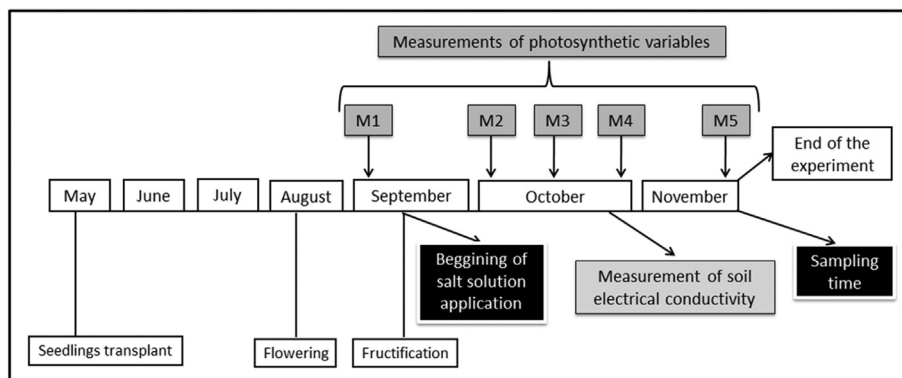 Measurements of photosynthetic variables
M1 M2 M3 M4 M5
End of the
experiment
May June July August September October November
Beggining of
salt solution
application
Measurement of soil
electrical conductivity
Sampling
time
Seedlings transplant Flowering Fructification